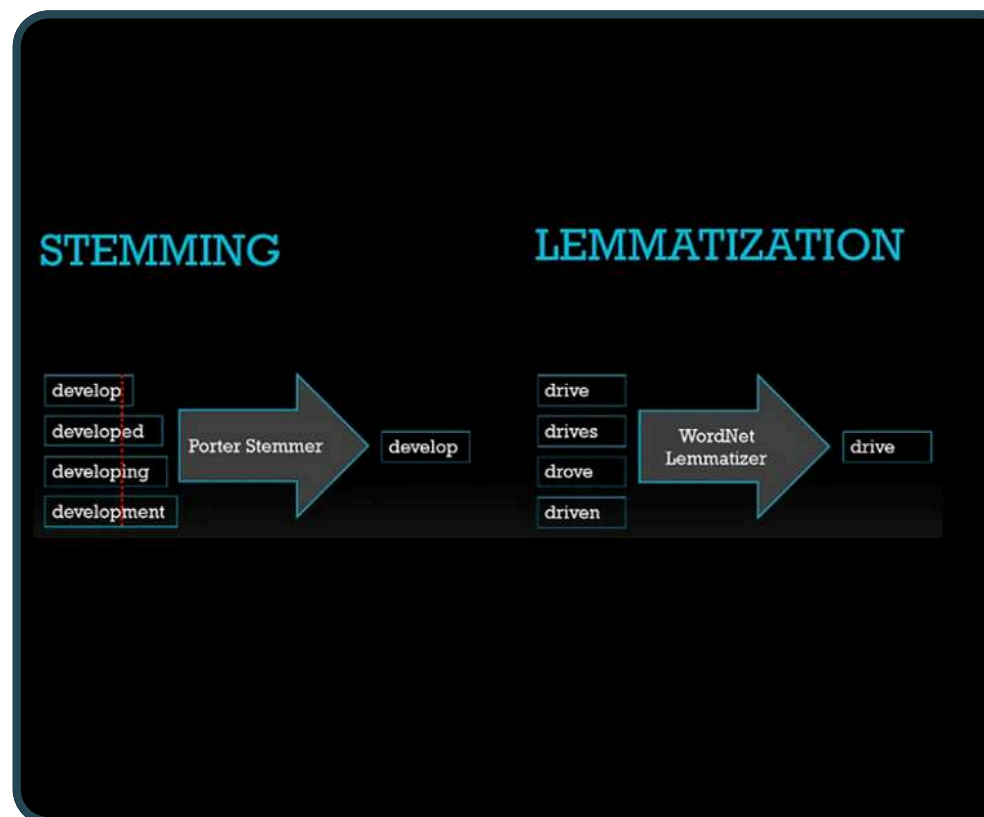 STEMMING
develop
developed
developing
development
Porter Stemmer
develop
LEMMATIZATION
drive
drives
drove
driven
WordNet
Lemmatizer
drive